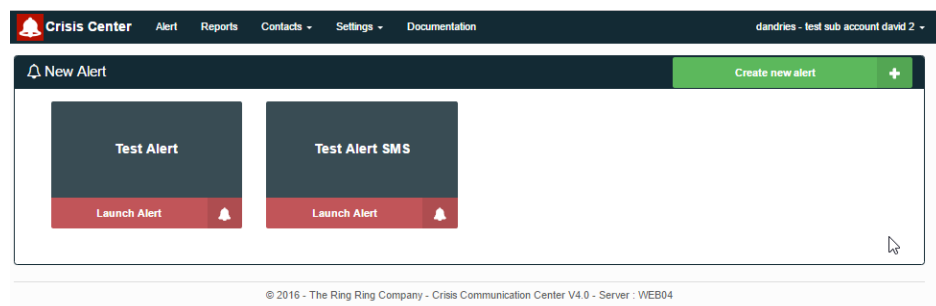 Crisis Center Alert Reports Contacts Settings Documentation dandries - test sub account david 2
New Alert Create new alert
Test Alert Test Alert SMS
Launch Alert Launch Alert
© 2016 - The Ring Ring Company - Crisis Communication Center V4.0 - Server : WEB04